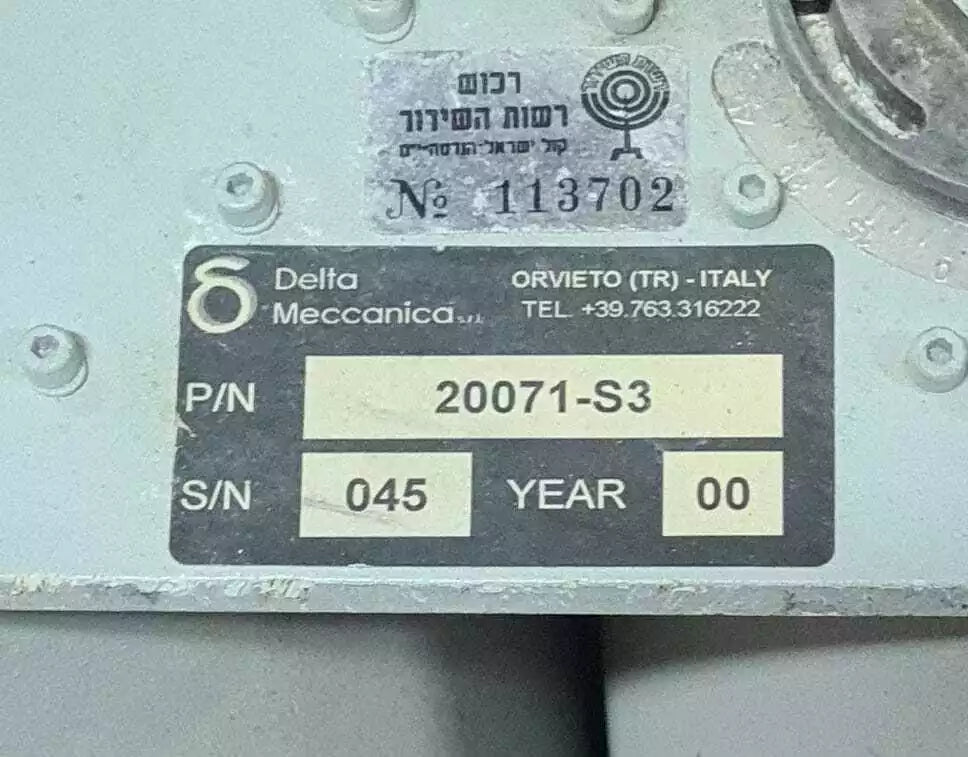 רכוש
רשות השידור
קול ישראל-הנדסה-י-ם
№ 113702
δ Delta
Meccanica s.r.l.
ORVIETO (TR) - ITALY
TEL. +39.763.316222
P/N 20071-S3
S/N 045 YEAR 00